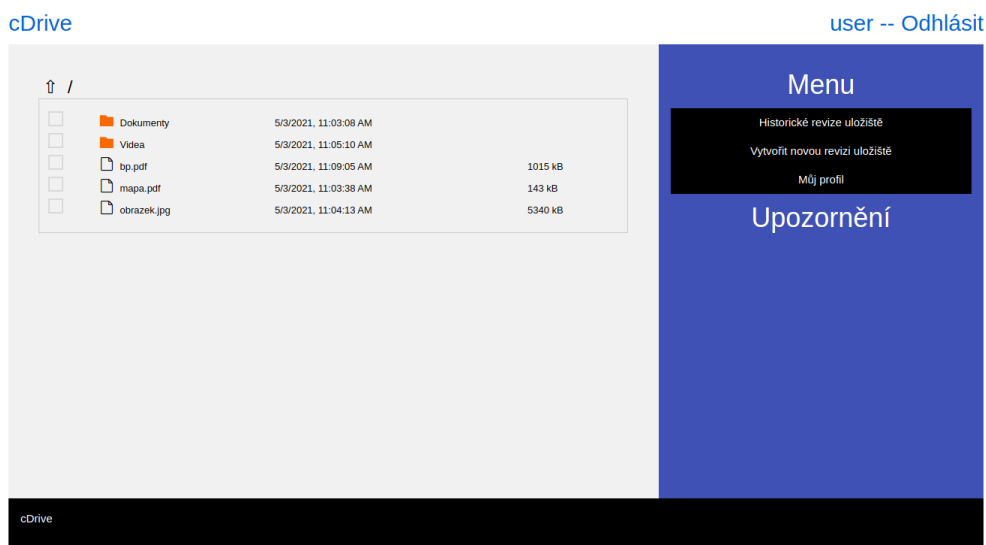 cDrive
user -- Odhlásit
⇧ /
Dokumenty 5/3/2021, 11:03:08 AM
Videa 5/3/2021, 11:05:10 AM
bp.pdf 5/3/2021, 11:09:05 AM 1015 kB
mapa.pdf 5/3/2021, 11:03:38 AM 143 kB
obrazek.jpg 5/3/2021, 11:04:13 AM 5340 kB
Menu
Historické revize uložiště
Vytvořit novou revizi uložiště
Můj profil
Upozornění
cDrive